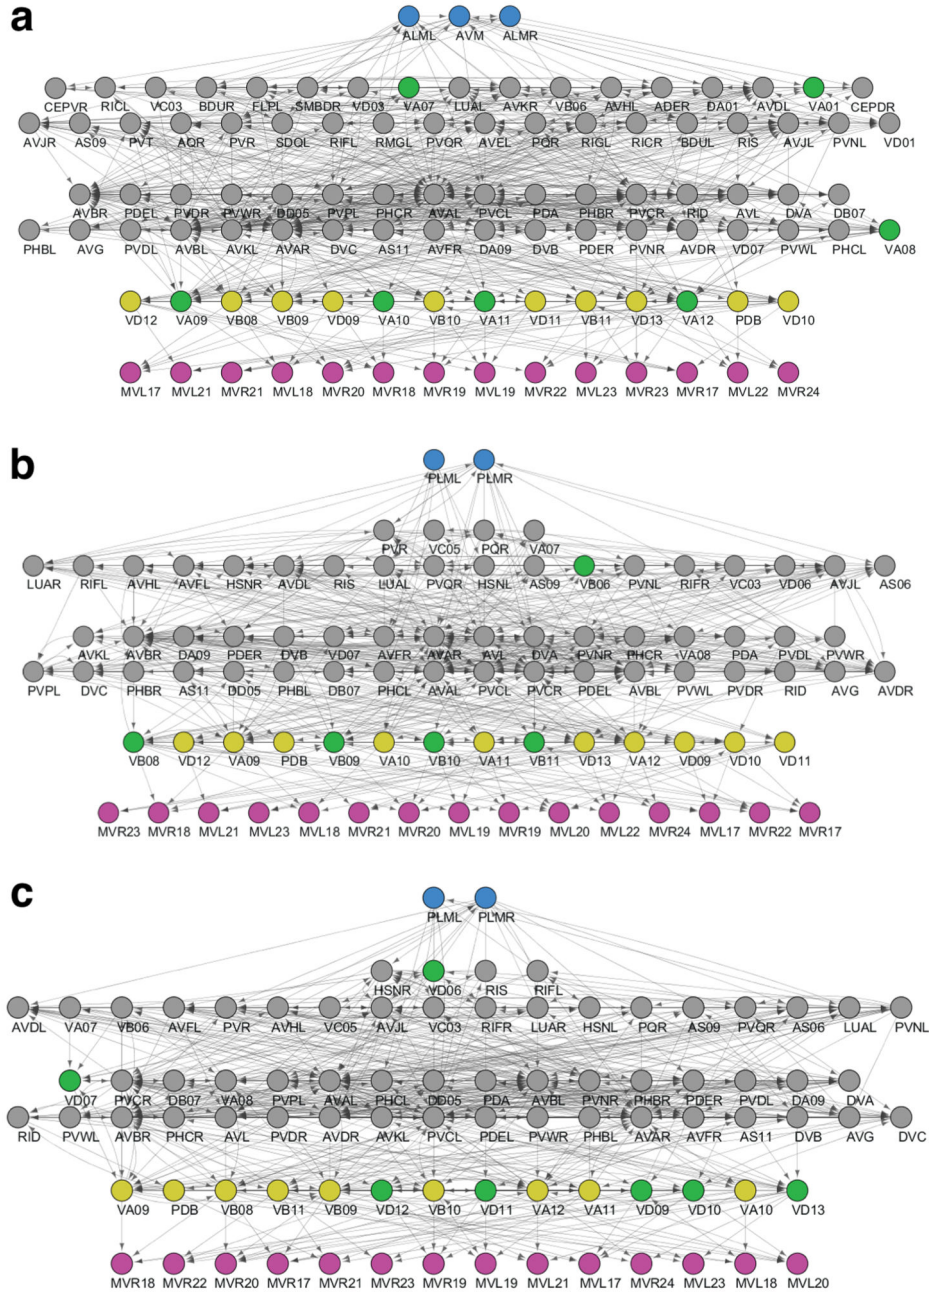 a
ALML AVM ALMR
CEPVR RICL VC03 BDUR FLPL SMBDR VD03 VA07 LUAL AVKR VB06 AVHL ADER DA01 AVDL VA01 CEPDR
AVJR AS09 PVT AQR PVR SDQL RIFL RMGL PVQR AVEL PQR RIGL RICR BDUL RIS AVJL PVNL VD01
AVBR PDEL PVDR PVWR DD05 PVPL PHCR AVAL PVCL PDA PHBR PVCR RID AVL DVA DB07
PHBL AVG PVDL AVBL AVKL AVAR DVC AS11 AVFR DA09 DVB PDER PVNR AVDR VD07 PVWL PHCL VA08
VD12 VA09 VB08 VB09 VD09 VA10 VB10 VA11 VD11 VB11 VD13 VA12 PDB VD10
MVL17 MVL21 MVR21 MVL18 MVR20 MVR18 MVR19 MVL19 MVR22 MVL23 MVR23 MVR17 MVL22 MVR24
b
PLML PLMR
PVR VC05 PQR VA07
LUAR RIFL AVHL AVFL HSNR AVDL RIS LUAL PVQR HSNL AS09 VB06 PVNL RIFR VC03 VD06 AVJL AS06
AVKL AVBR DA09 PDER DVB VD07 AVFR AVAR AVL DVA PVNR PHCR VA08 PDA PVDL PVWR
PVPL DVC PHBR AS11 DD05 PHBL DB07 PHCL AVAL PVCL PVCR PDEL AVBL PVWL PVDR RID AVG AVDR
VB08 VD12 VA09 PDB VB09 VA10 VB10 VA11 VB11 VD13 VA12 VD09 VD10 VD11
MVR23 MVR18 MVL21 MVL23 MVL18 MVR21 MVR20 MVL19 MVR19 MVL20 MVL22 MVR24 MVL17 MVR22 MVR17
c
PLML PLMR
HSNR VD06 RIS RIFL
AVDL VA07 VB06 AVFL PVR AVHL VC05 AVJL VC03 RIFR LUAR HSNL PQR AS09 PVQR AS06 LUAL PVNL
VD07 PVCR DB07 VA08 PVPL AVAL PHCL DD05 PDA AVBL PVNR PHBR PDER PVDL DA09 DVA
RID PVWL AVBR PHCR AVL PVDR AVDR AVKL PVCL PDEL PVWR PHBL AVAR AVFR AS11 DVB AVG DVC
VA09 PDB VB08 VB11 VB09 VD12 VB10 VD11 VA12 VA11 VD09 VD10 VA10 VD13
MVR18 MVR22 MVR20 MVR17 MVR21 MVR23 MVR19 MVL19 MVL21 MVL17 MVR24 MVL23 MVL18 MVL20